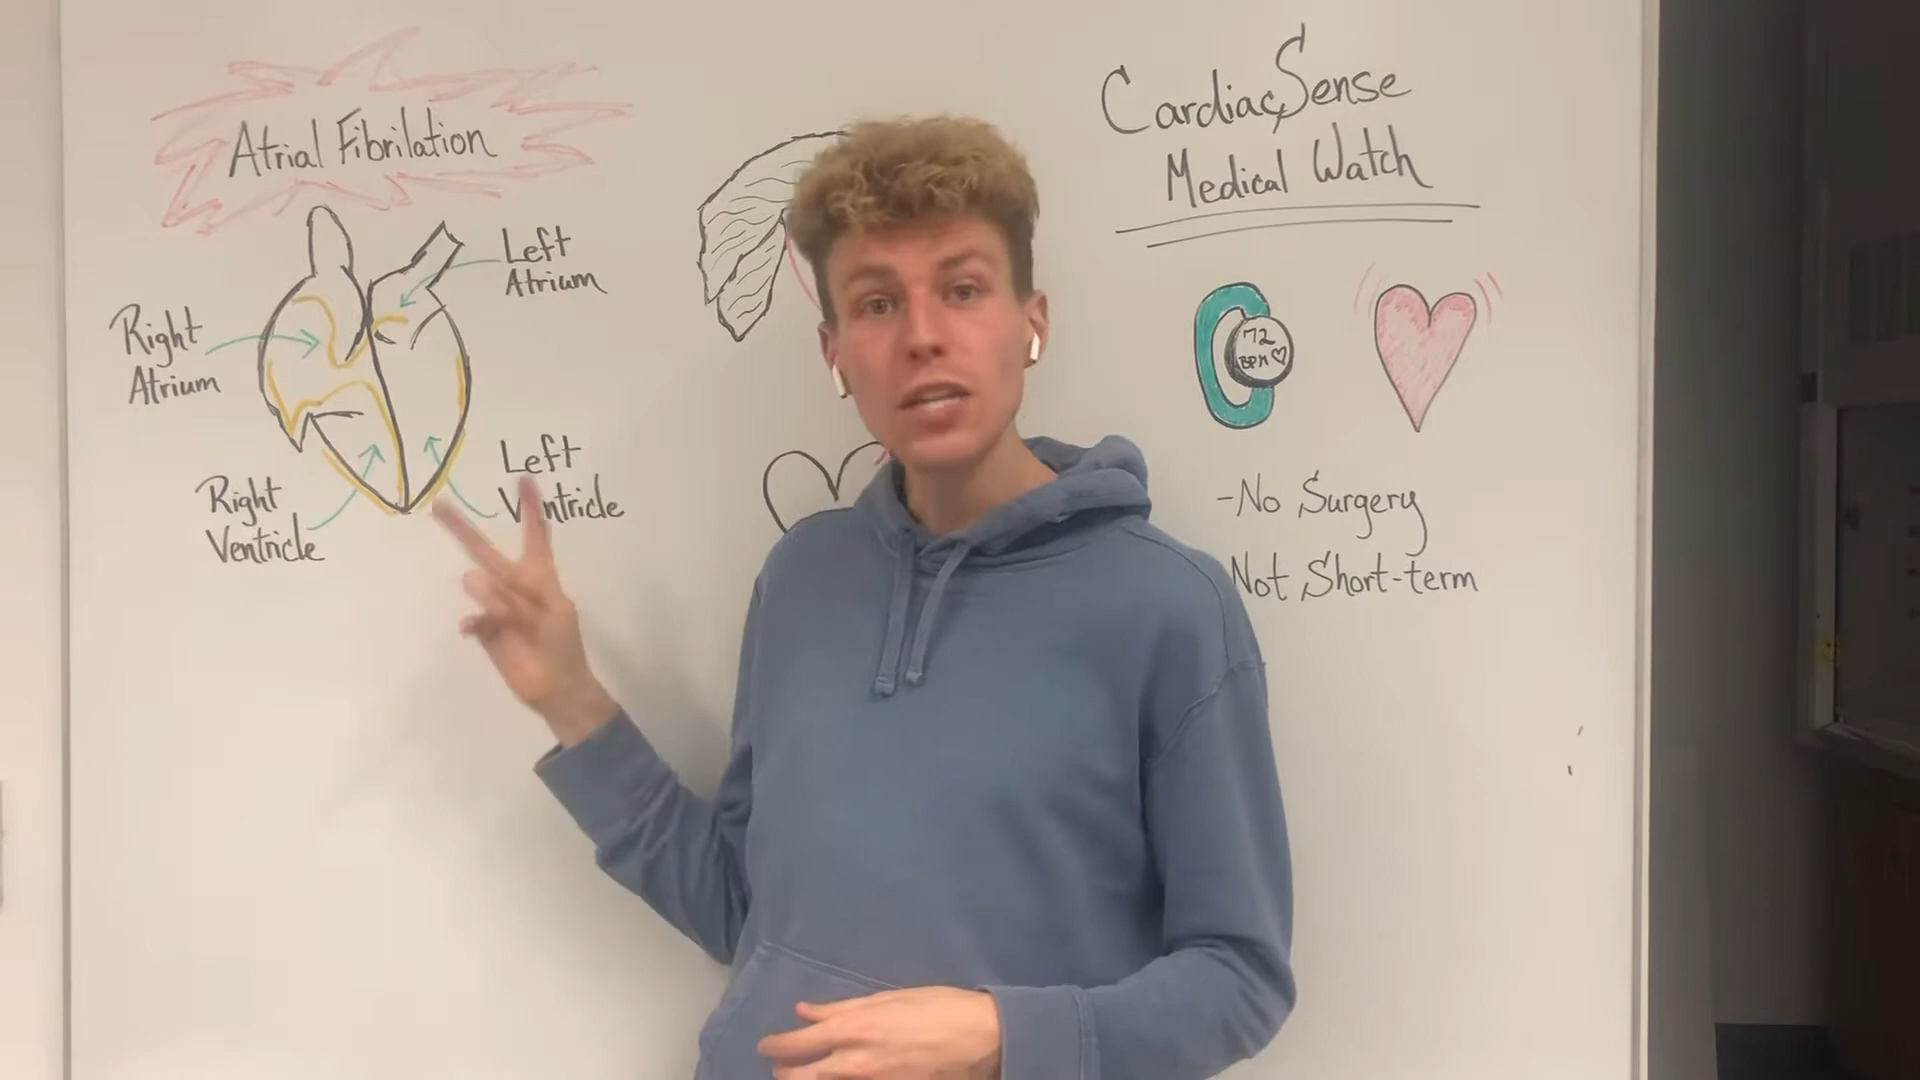 Atrial Fibrilation
Left
Atrium
Right
Atrium
Left
Ventricle
Right
Ventricle
CardiacSense
Medical Watch
72
BPM
-No Surgery
Not Short-term